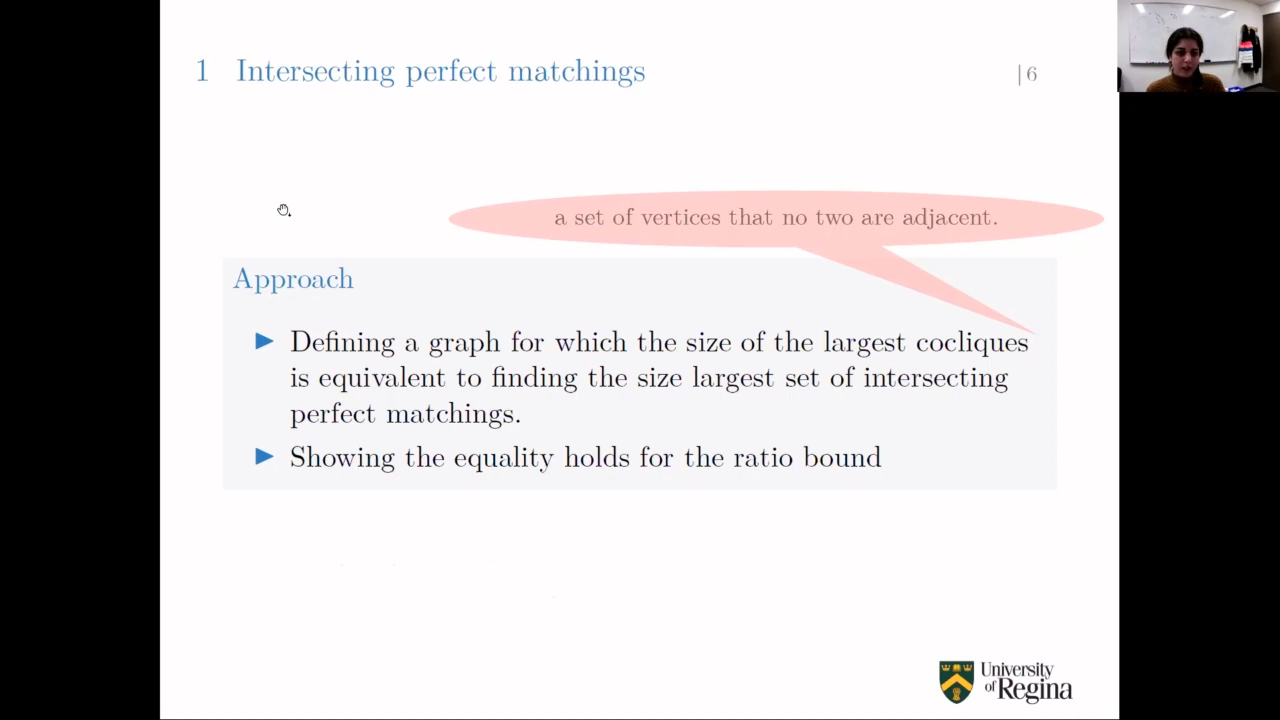 1 Intersecting perfect matchings
| 6
a set of vertices that no two are adjacent.
Approach
▶ Defining a graph for which the size of the largest cocliques
is equivalent to finding the size largest set of intersecting
perfect matchings.
▶ Showing the equality holds for the ratio bound
University
of Regina